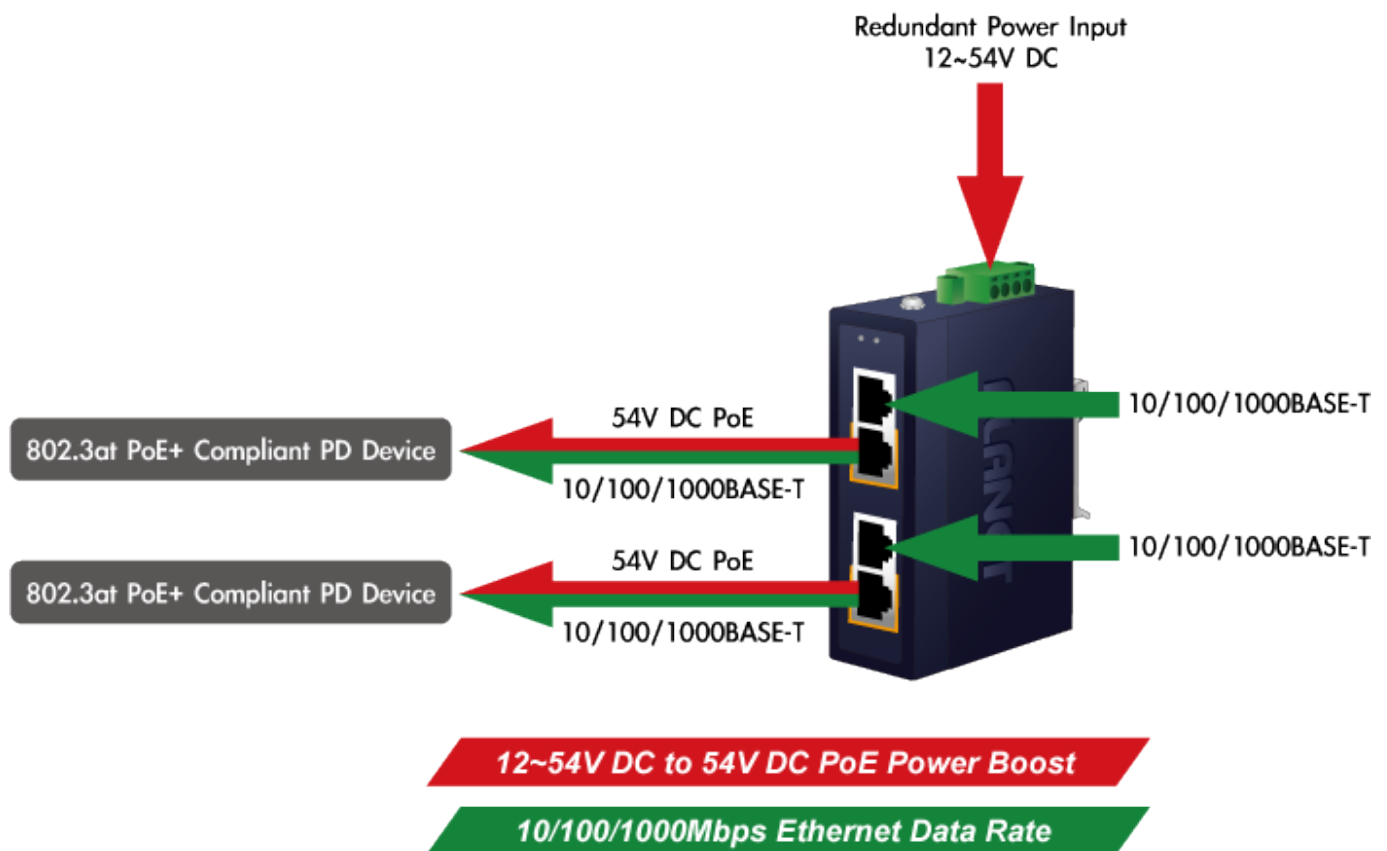 Redundant Power Input
12~54V DC
10/100/1000BASE-T
54V DC PoE
802.3at PoE+ Compliant PD Device
10/100/1000BASE-T
PLANET
10/100/1000BASE-T
54V DC PoE
802.3at PoE+ Compliant PD Device
10/100/1000BASE-T
12~54V DC to 54V DC PoE Power Boost
10/100/1000Mbps Ethernet Data Rate